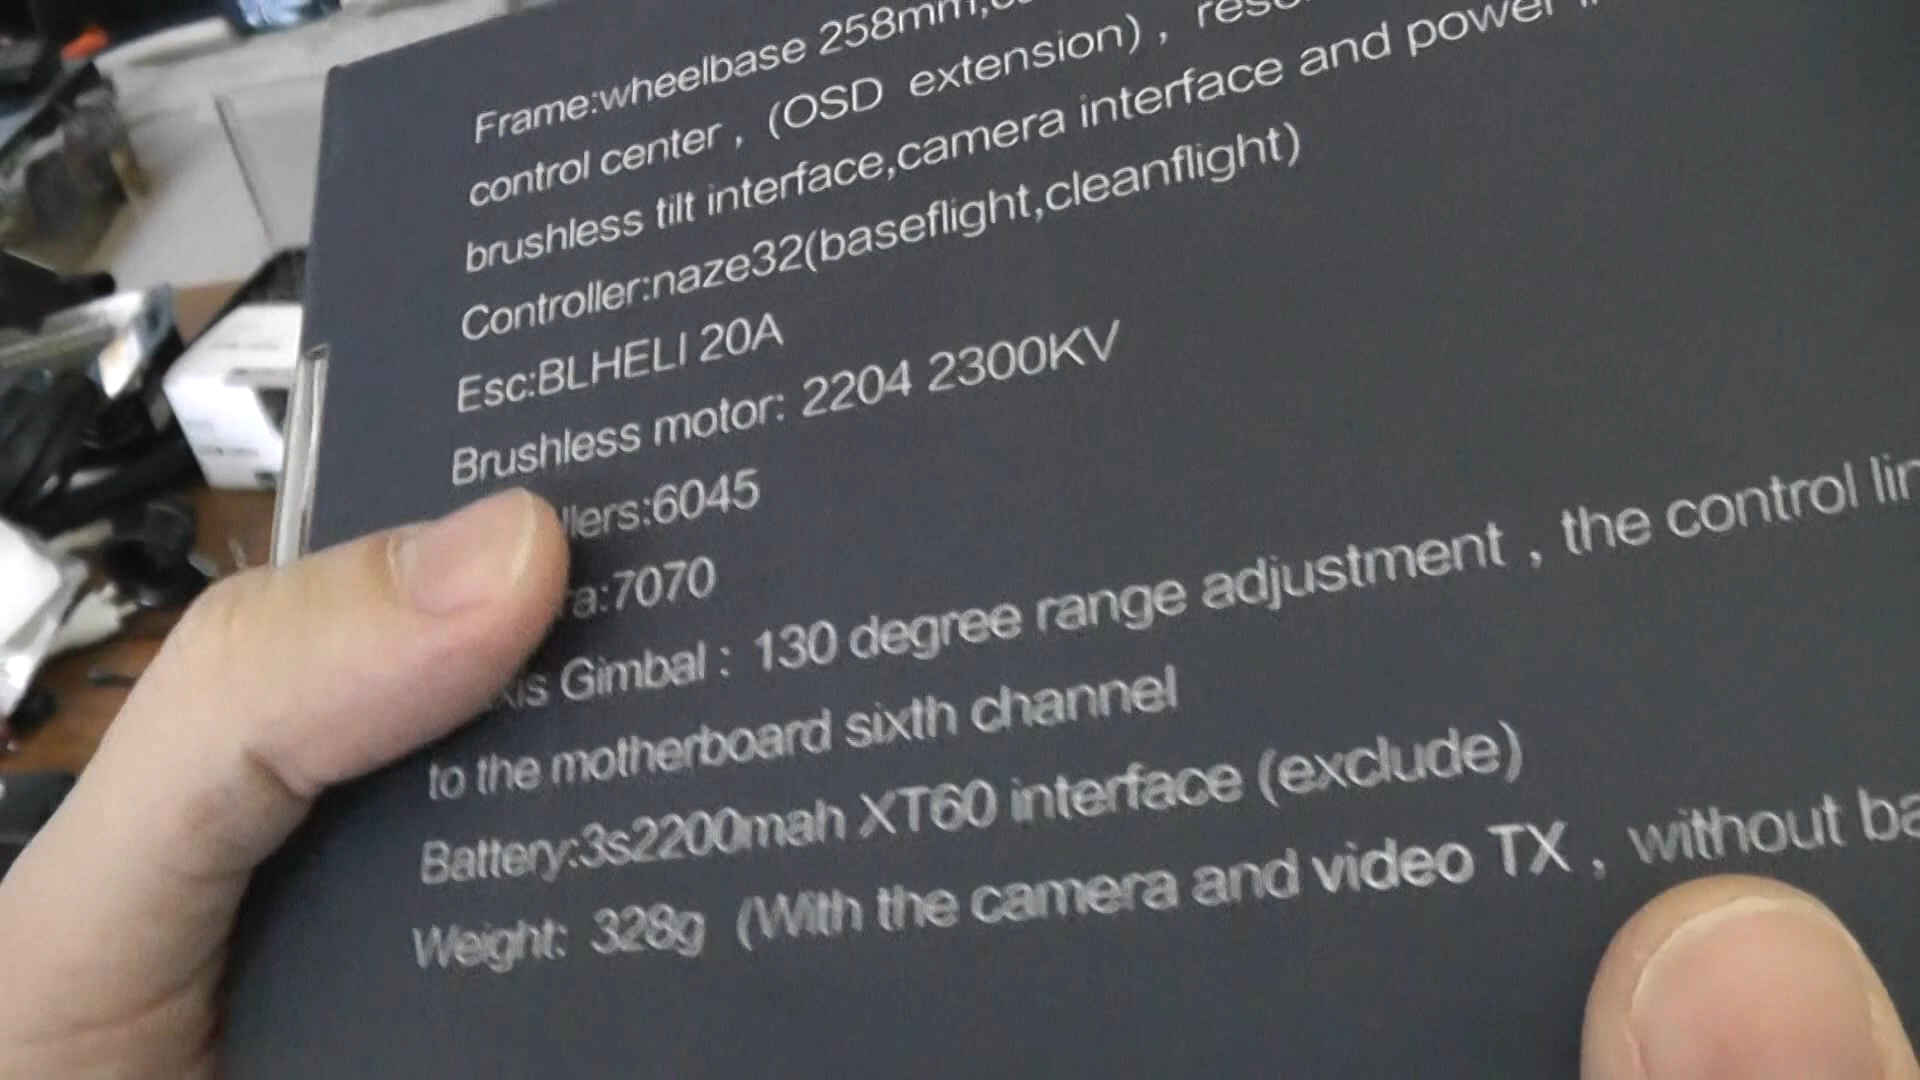 Frame:wheelbase 258mm,
control center , (OSD extension) ,
brushless tilt interface,camera interface and power
Controller:naze32(baseflight,cleanflight)
Esc:BLHELI 20A
Brushless motor: 2204 2300KV
llers:6045
a:7070
xis Gimbal : 130 degree range adjustment , the control
to the motherboard sixth channel
Battery:3s2200mah XT60 interface (exclude)
Weight: 328g (With the camera and video TX , without